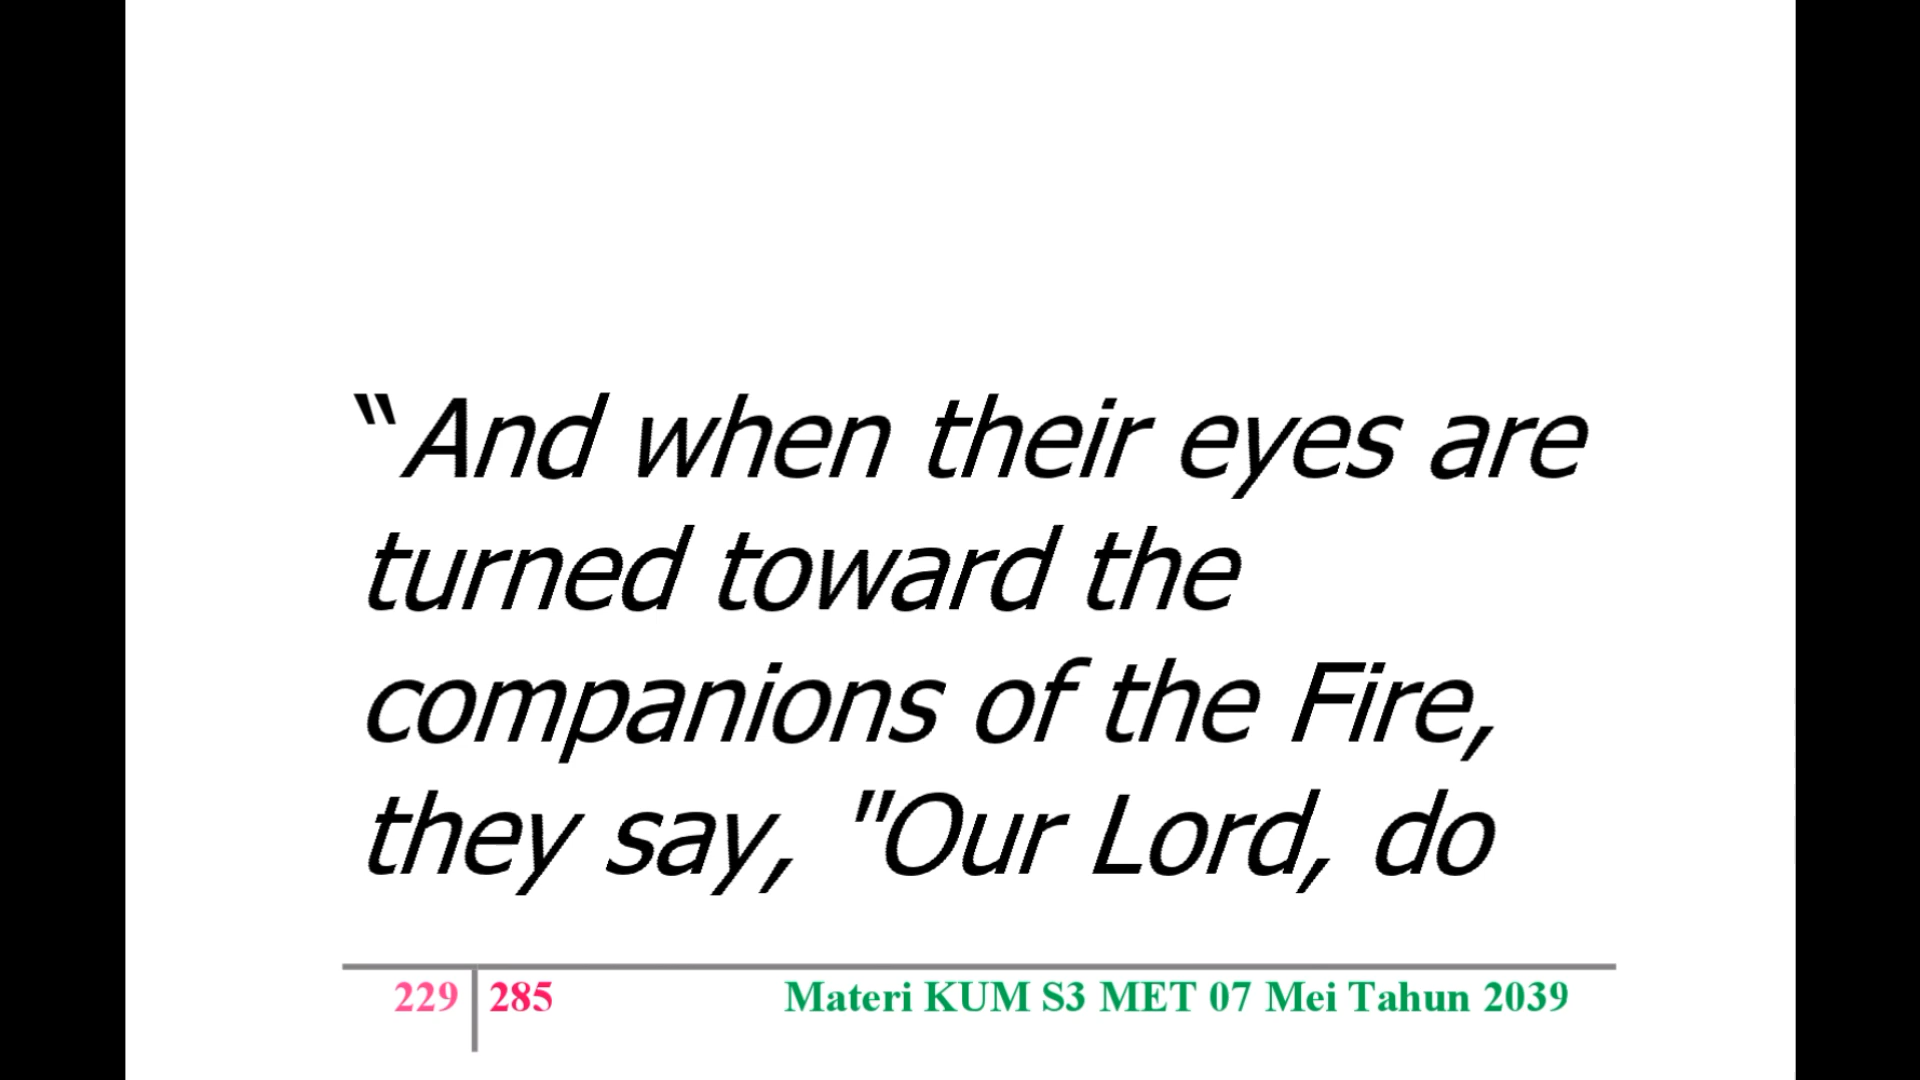 “And when their eyes are
turned toward the
companions of the Fire,
they say, "Our Lord, do
229 285 Materi KUM S3 MET 07 Mei Tahun 2039